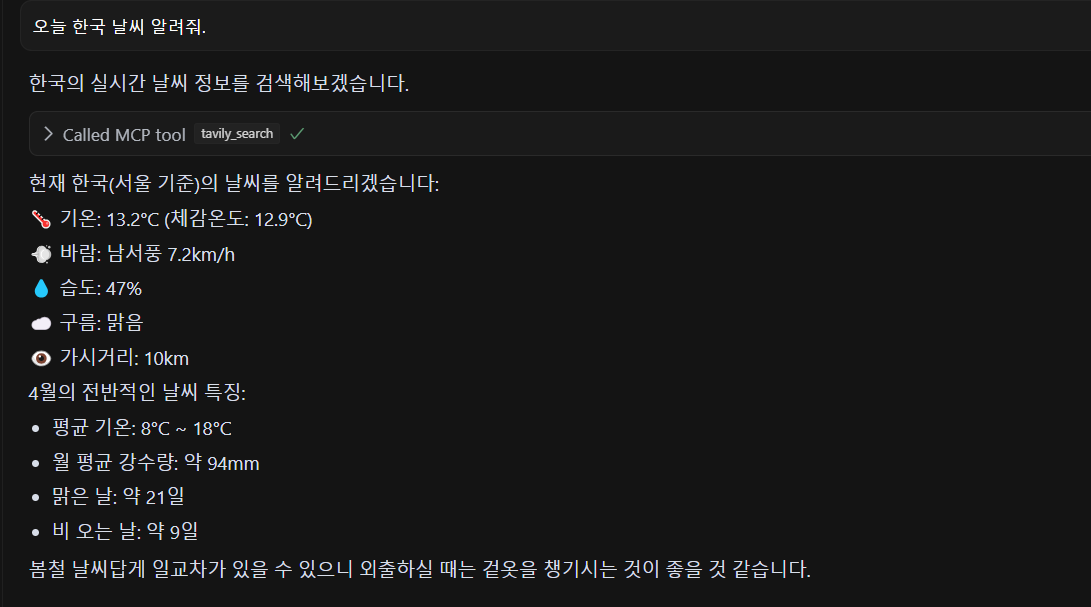 오늘 한국 날씨 알려줘.
한국의 실시간 날씨 정보를 검색해보겠습니다.
Called MCP tool tavily_search
현재 한국(서울 기준)의 날씨를 알려드리겠습니다:
기온: 13.2°C (체감온도: 12.9°C)
바람: 남서풍 7.2km/h
습도: 47%
구름: 맑음
가시거리: 10km
4월의 전반적인 날씨 특징:
• 평균 기온: 8°C ~ 18°C
• 월 평균 강수량: 약 94mm
• 맑은 날: 약 21일
• 비 오는 날: 약 9일
봄철 날씨답게 일교차가 있을 수 있으니 외출하실 때는 겉옷을 챙기시는 것이 좋을 것 같습니다.